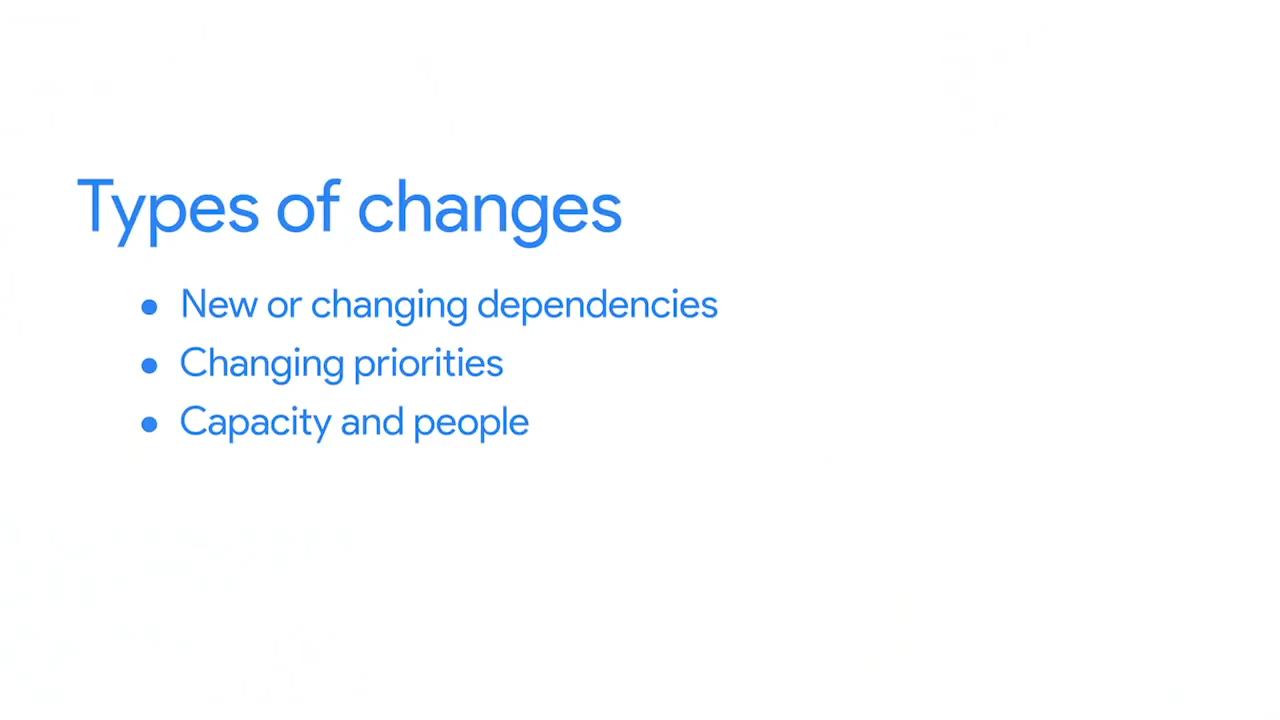 Types of changes
• New or changing dependencies
• Changing priorities
• Capacity and people